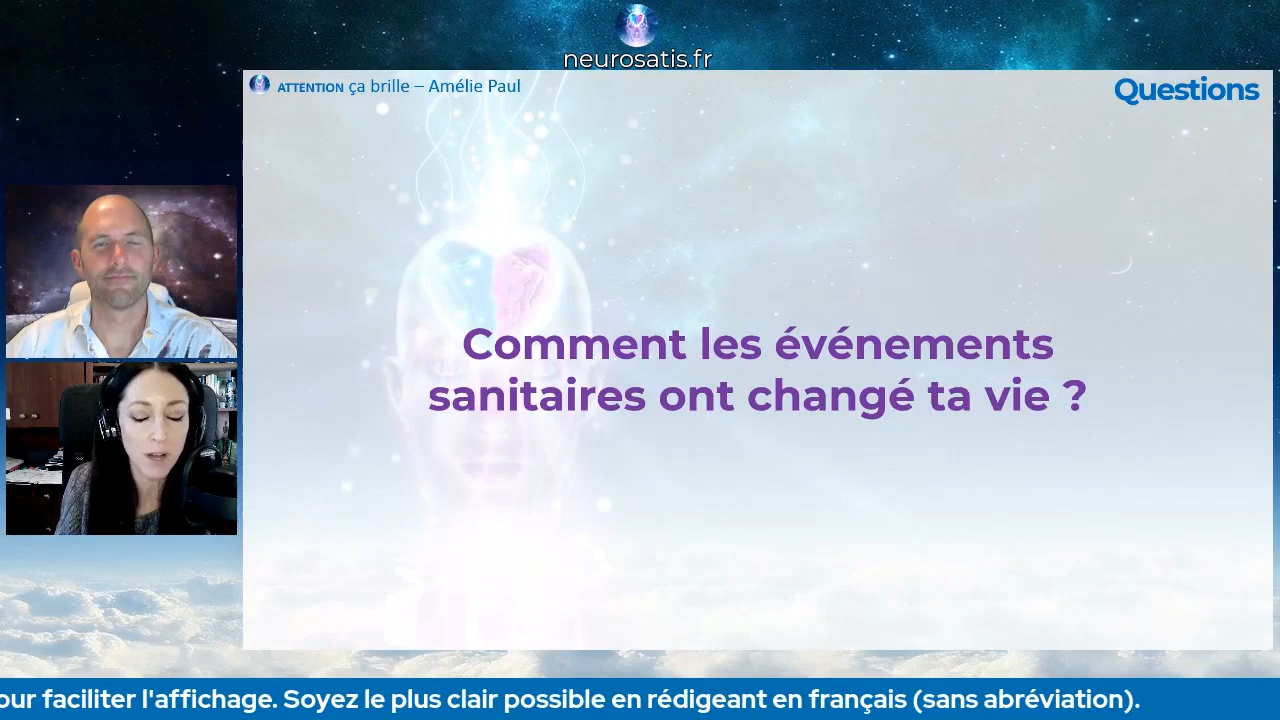 neurosatis.fr
ATTENTION ça brille – Amélie Paul
Questions
Comment les événements
sanitaires ont changé ta vie ?
our faciliter l'affichage. Soyez le plus clair possible en rédigeant en français (sans abréviation).